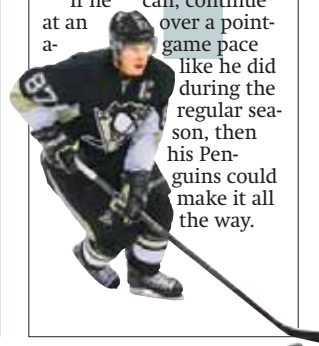 If he can, continue
at an over a point-
a- game pace
like he did
during the
regular sea-
son, then
his Pen-
guins could
make it all
the way.
87
C